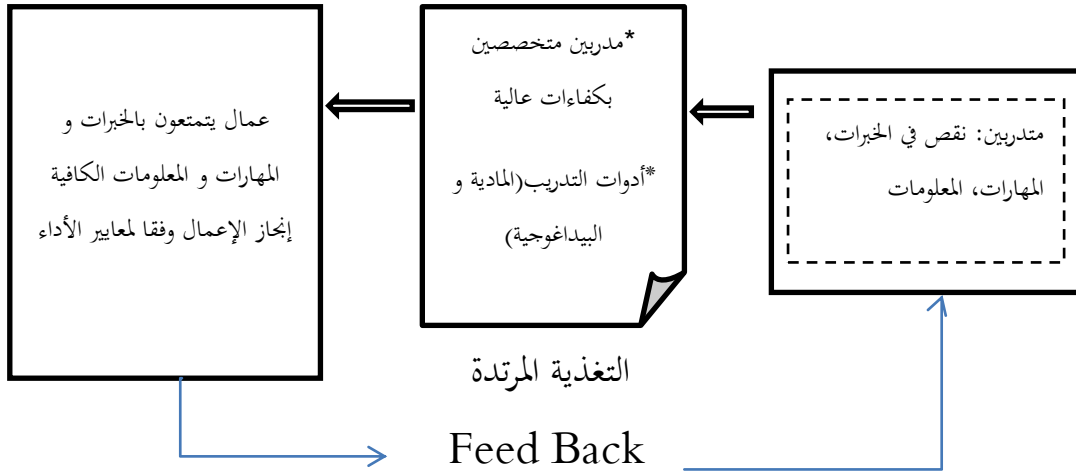 متدربين: نقص في الخبرات،
المهارات، المعلومات
*مدربين متخصصين
بكفاءات عالية
*أدوات التدريب(المادية و
البيداغوجية)
عمال يتمتعون بالخبرات و
المهارات و المعلومات الكافية
إنجاز الإعمال وفقا لمعايير الأداء
التغذية المرتدة
Feed Back